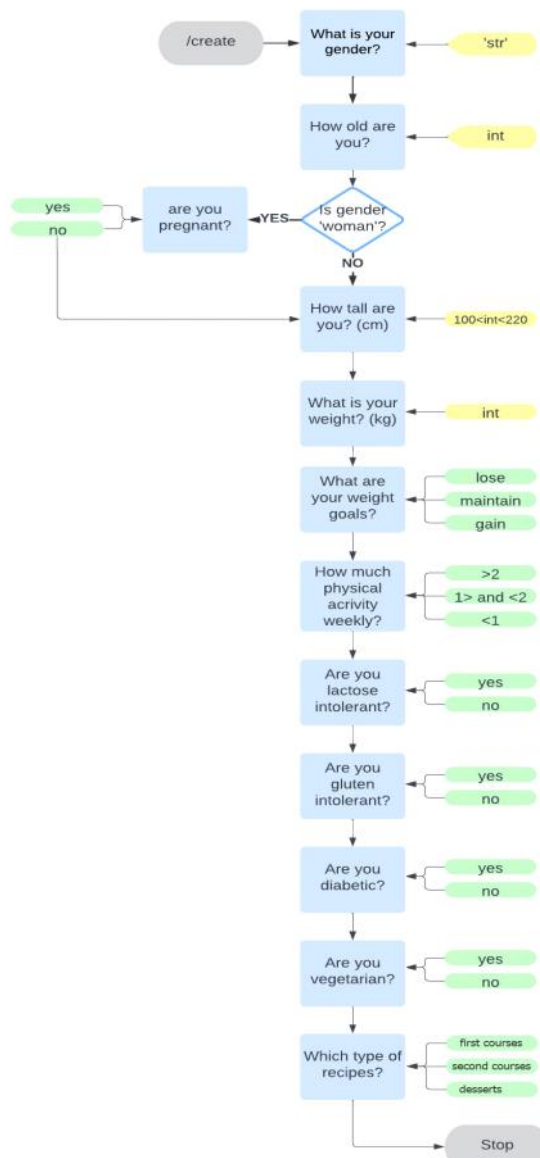 /create
What is your
gender?
'str'
How old are
you?
int
yes
no
are you
pregnant?
YES
Is gender
'woman'?
NO
How tall are
you? (cm)
100<int<220
What is your
weight? (kg)
int
What are
your weight
goals?
lose
maintain
gain
How much
physical
acrivity
weekly?
>2
1> and <2
<1
Are you
lactose
intolerant?
yes
no
Are you
gluten
intolerant?
yes
no
Are you
diabetic?
yes
no
Are you
vegetarian?
yes
no
Which type of
recipes?
first courses
second courses
desserts
Stop